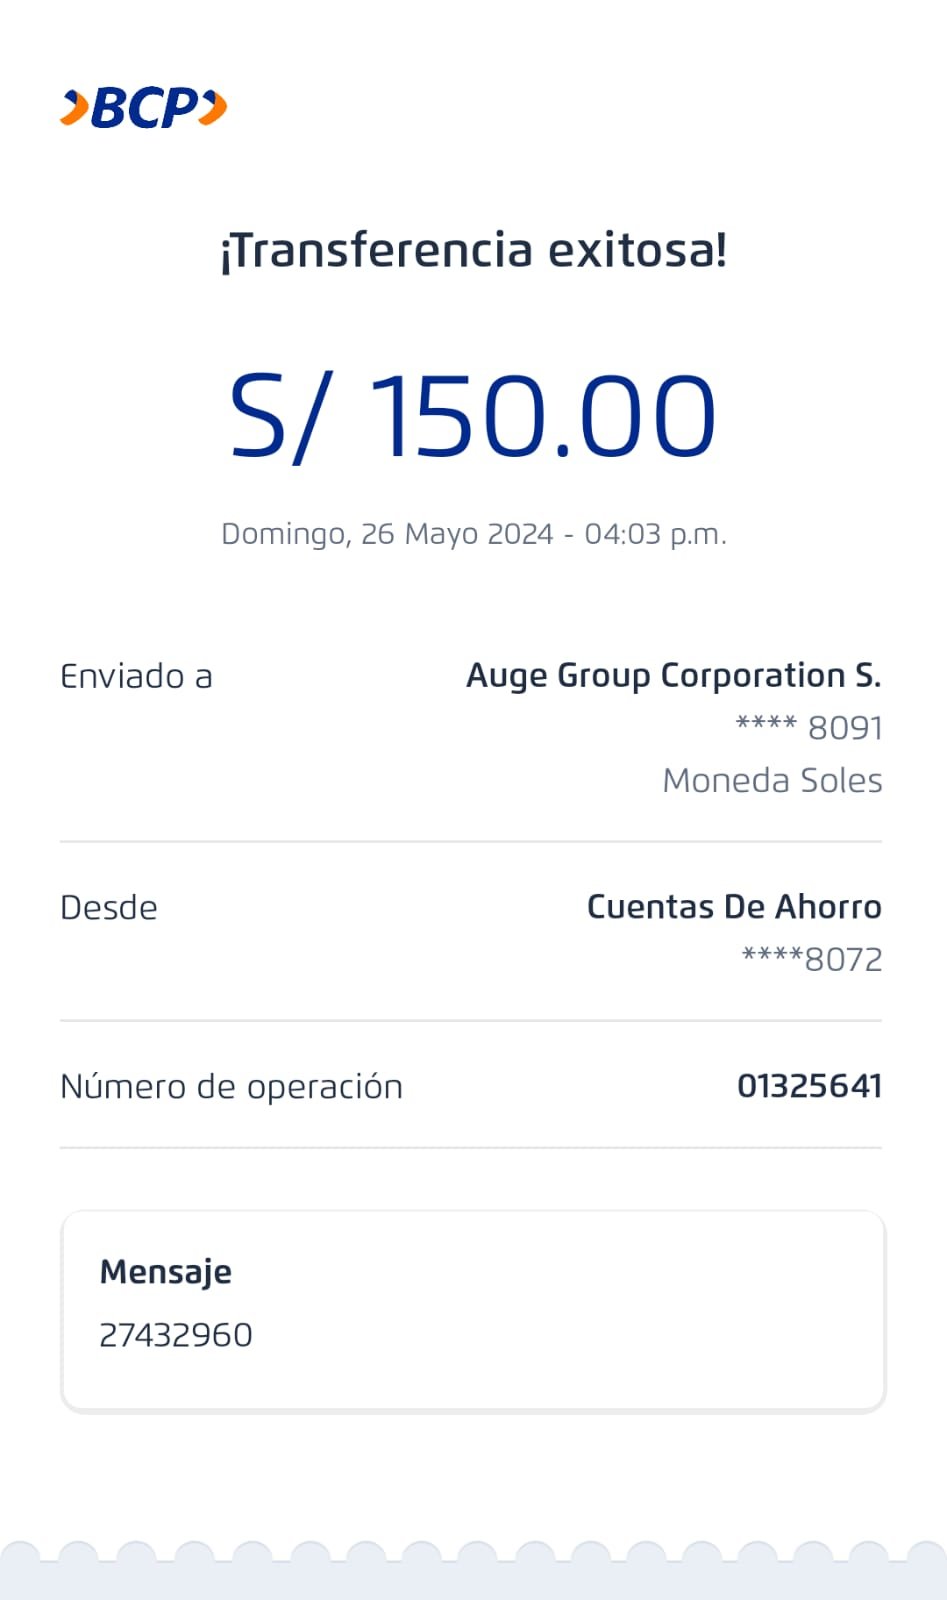 BCP
¡Transferencia exitosa!
S/ 150.00
Domingo, 26 Mayo 2024 - 04:03 p.m.
Enviado a Auge Group Corporation S.
**** 8091
Moneda Soles
Desde Cuentas De Ahorro
****8072
Número de operación 01325641
Mensaje
27432960